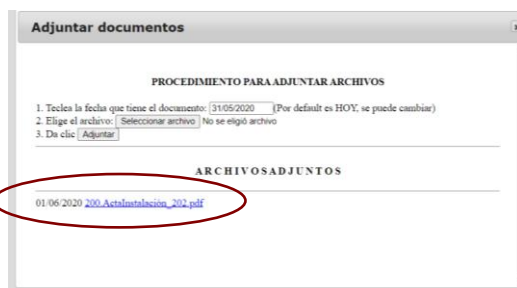 Adjuntar documentos
PROCEDIMIENTO PARA ADJUNTAR ARCHIVOS
1. Teclea la fecha que tiene el documento: 31/05/2020 (Por default es HOY, se puede cambiar)
2. Elige el archivo: Seleccionar archivo No se eligió archivo
3. Da clic Adjuntar
A R C H I V O S A D J U N T O S
01/06/2020 200.ActaInstalación_202.pdf